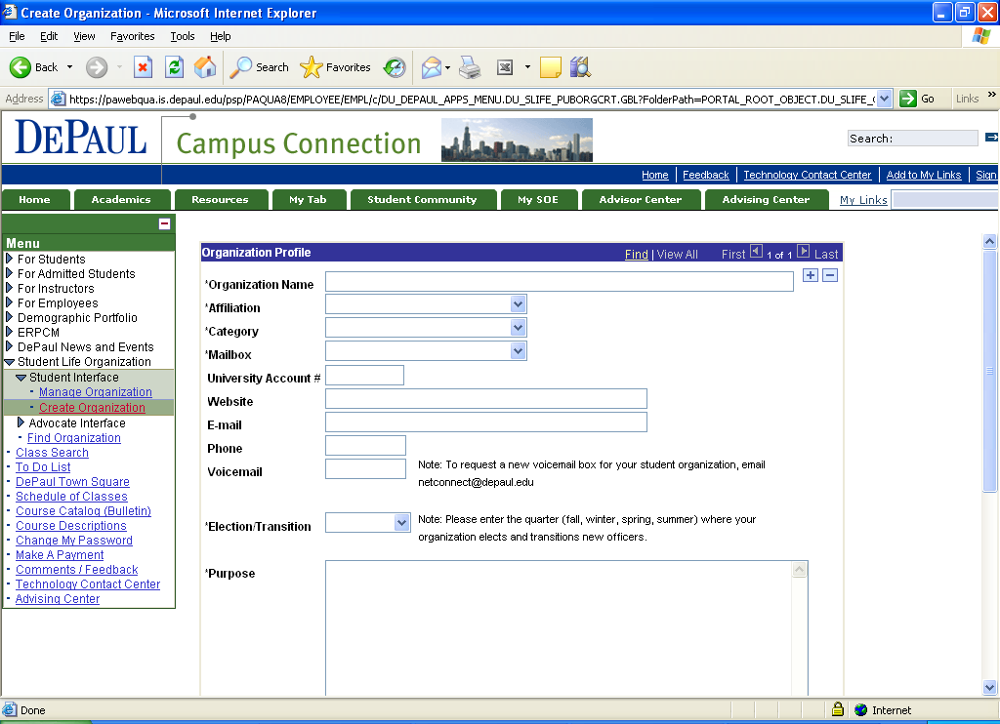 Create Organization - Microsoft Internet Explorer
File Edit View Favorites Tools Help
Back Search Favorites
Address https://pawebqua.is.depaul.edu/psp/PAQUA8/EMPLOYEE/EMPL/c/DU_DEPAUL_APPS_MENU.DU_SLIFE_PUBORGCRT.GBL?FolderPath=PORTAL_ROOT_OBJECT.DU_SLIFE_ Go Links »
DEPAUL Campus Connection Search:
Home | Feedback | Technology Contact Center | Add to My Links | Sign
Home Academics Resources My Tab Student Community My SOE Advisor Center Advising Center My Links
Menu
For Students
For Admitted Students
For Instructors
For Employees
Demographic Portfolio
ERPCM
DePaul News and Events
Student Life Organization
Student Interface
- Manage Organization
- Create Organization
Advocate Interface
- Find Organization
- Class Search
- To Do List
- DePaul Town Square
- Schedule of Classes
- Course Catalog (Bulletin)
- Course Descriptions
- Change My Password
- Make A Payment
- Comments / Feedback
- Technology Contact Center
- Advising Center
Organization Profile Find | View All First 1 of 1 Last
*Organization Name
*Affiliation
*Category
*Mailbox
University Account #
Website
E-mail
Phone
Voicemail Note: To request a new voicemail box for your student organization, email
netconnect@depaul.edu
*Election/Transition Note: Please enter the quarter (fall, winter, spring, summer) where your
organization elects and transitions new officers.
*Purpose
Done Internet